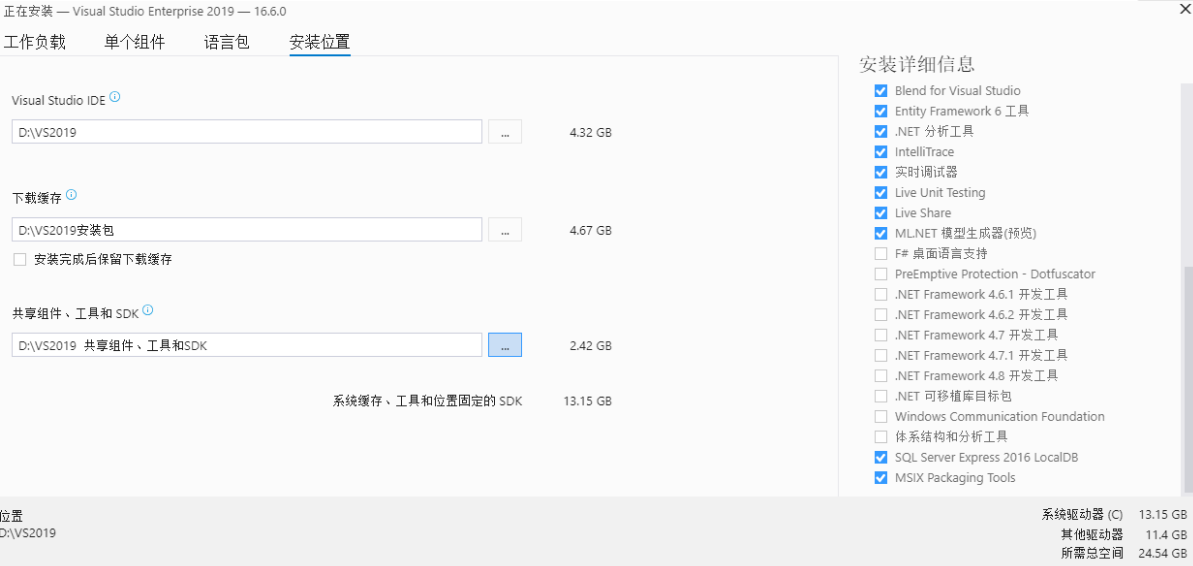 正在安装 — Visual Studio Enterprise 2019 — 16.6.0
工作负载 单个组件 语言包 安装位置
Visual Studio IDE
D:\VS2019 ... 4.32 GB
下载缓存
D:\VS2019安装包 ... 4.67 GB
安装完成后保留下载缓存
共享组件、工具和 SDK
D:\VS2019 共享组件、工具和SDK ... 2.42 GB
系统缓存、工具和位置固定的 SDK 13.15 GB
安装详细信息
Blend for Visual Studio
Entity Framework 6 工具
.NET 分析工具
IntelliTrace
实时调试器
Live Unit Testing
Live Share
ML.NET 模型生成器(预览)
F# 桌面语言支持
PreEmptive Protection - Dotfuscator
.NET Framework 4.6.1 开发工具
.NET Framework 4.6.2 开发工具
.NET Framework 4.7 开发工具
.NET Framework 4.7.1 开发工具
.NET Framework 4.8 开发工具
.NET 可移植库目标包
Windows Communication Foundation
体系结构和分析工具
SQL Server Express 2016 LocalDB
MSIX Packaging Tools
位置
D:\VS2019
系统驱动器 (C) 13.15 GB
其他驱动器 11.4 GB
所需总空间 24.54 GB